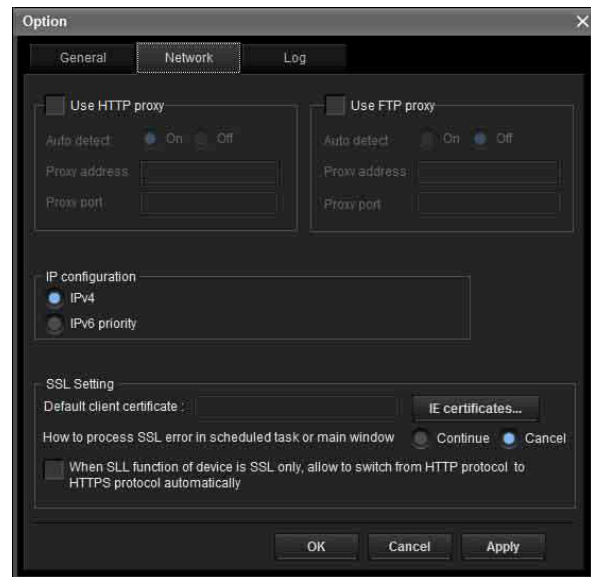 Option
General Network Log
Use HTTP proxy
Auto detect On Off
Proxy address
Proxy port
Use FTP proxy
Auto detect On Off
Proxy address
Proxy port
IP configuration
IPv4
IPv6 priority
SSL Setting
Default client certificate : IE certificates...
How to process SSL error in scheduled task or main window Continue Cancel
When SLL function of device is SSL only, allow to switch from HTTP protocol to
HTTPS protocol automatically
OK Cancel Apply